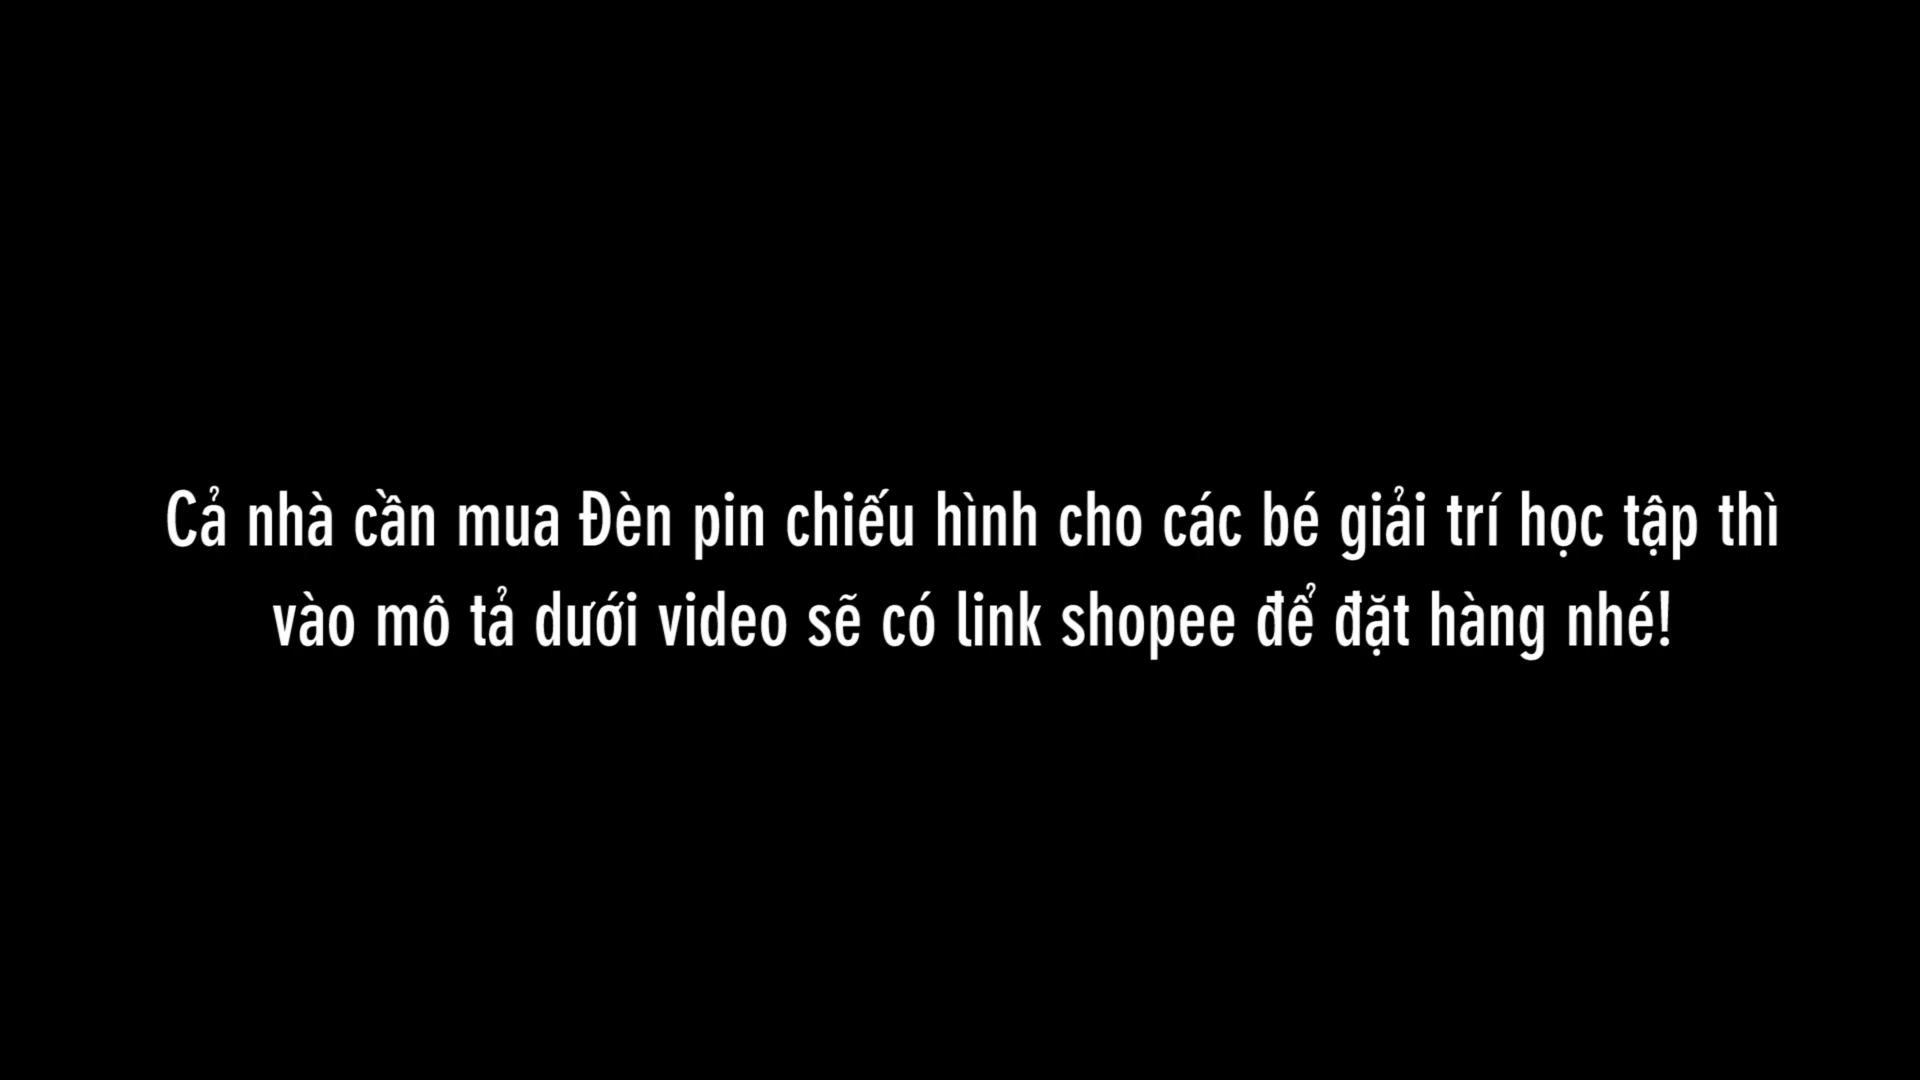 Cả nhà cần mua Đèn pin chiếu hình cho các bé giải trí học tập thì
vào mô tả dưới video sẽ có link shopee để đặt hàng nhé!